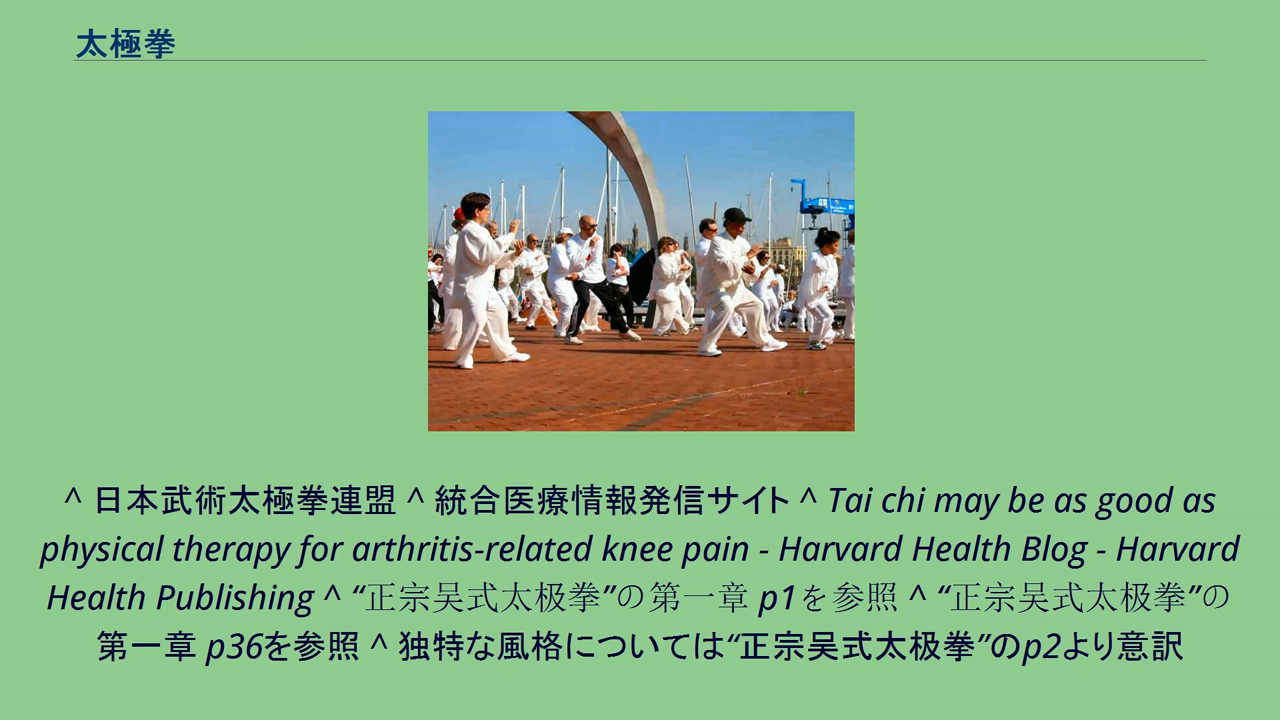 太極拳
^ 日本武術太極拳連盟 ^ 統合医療情報発信サイト ^ Tai chi may be as good as
physical therapy for arthritis-related knee pain - Harvard Health Blog - Harvard
Health Publishing ^ “正宗吴式太极拳”の第一章 p1を参照 ^ “正宗吴式太极拳”の
第一章 p36を参照 ^ 独特な風格については“正宗吴式太极拳”のp2より意訳